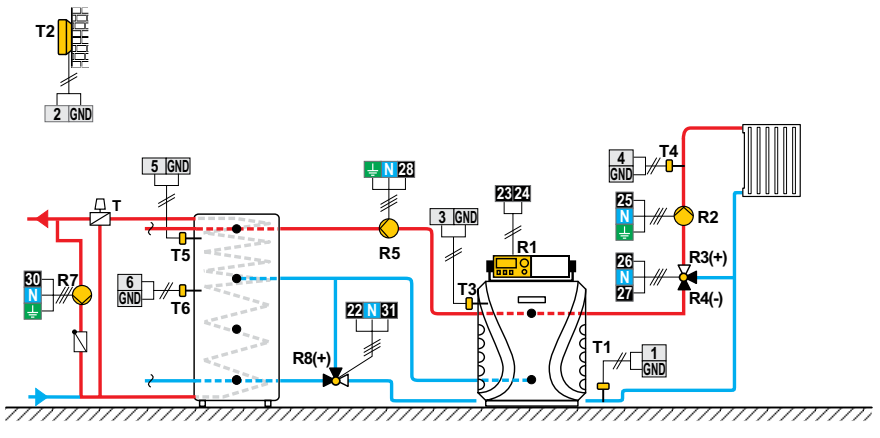 T2
2 GND
5 GND
T
T5
6
GND
T6
30
N
R7
N 28
R5
3 GND
23 24
R1
T3
22 N 31
R8(+)
4
GND
T4
25
N
R2
26
N
27
R3(+)
R4(-)
T1
1
GND